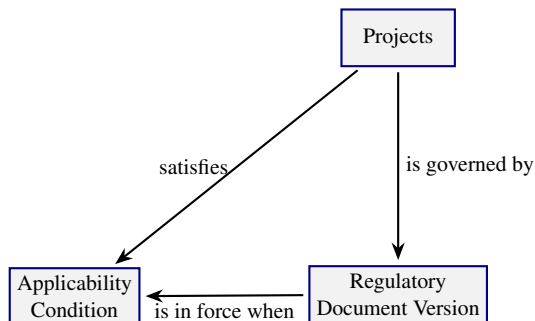 Projects
satisfies
is governed by
Applicability
Condition
is in force when
Regulatory
Document Version